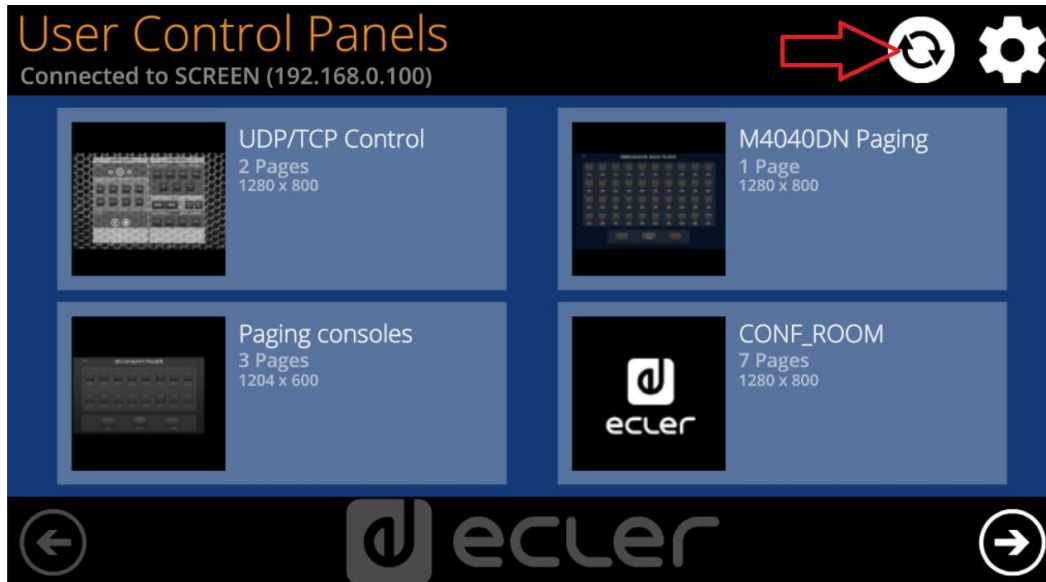 User Control Panels
Connected to SCREEN (192.168.0.100)
UDP/TCP Control
2 Pages
1280 x 800
M4040DN Paging
1 Page
1280 x 800
Paging consoles
3 Pages
1204 x 600
CONF_ROOM
7 Pages
1280 x 800
ecler
ecler